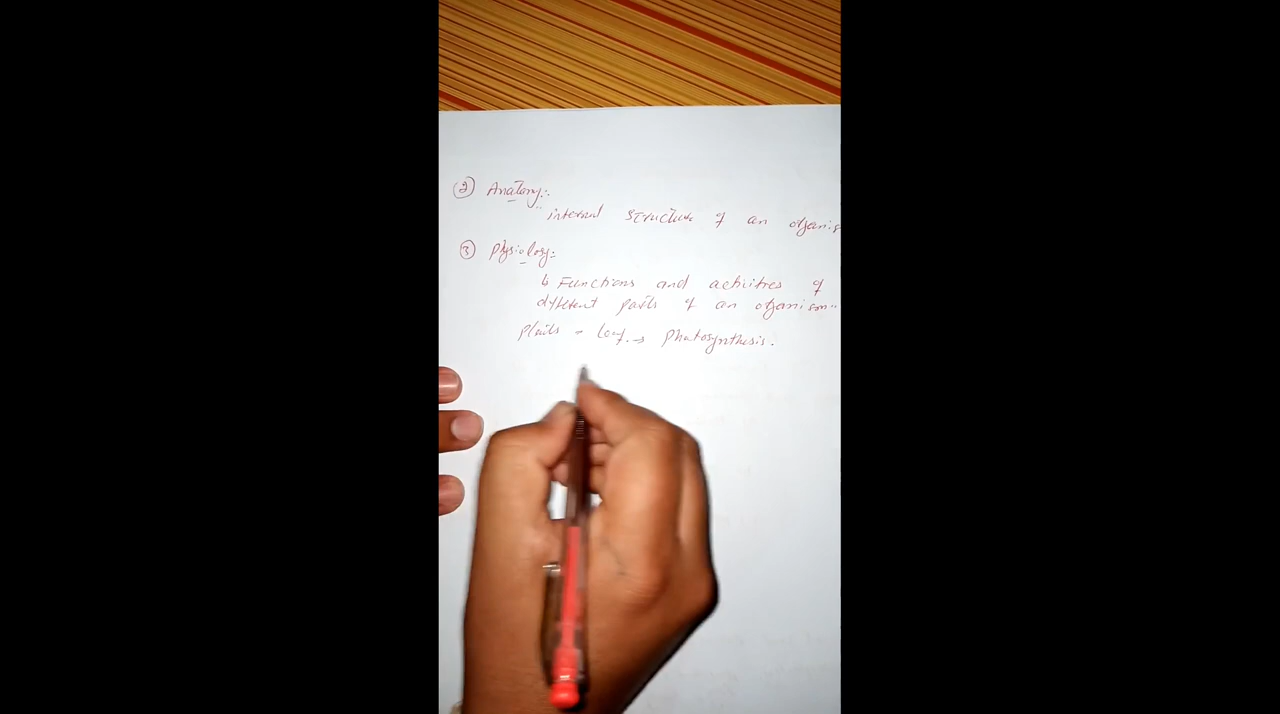 ② Anatomy:-
"internal structure of an organis
③ Physiology:-
↳ Functions and activities of
different parts of an organism"
Plants - leaf → Photosynthesis.